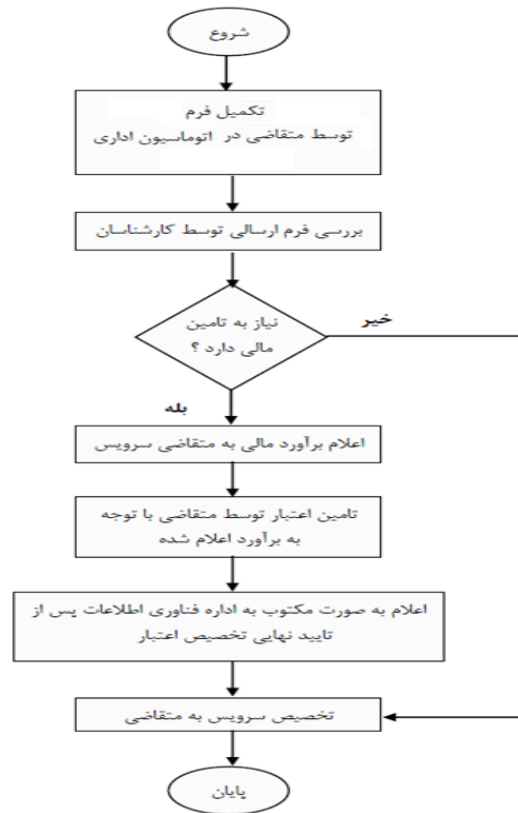 شروع
تکمیل فرم
توسط متقاضی در اتوماسیون اداری
بررسی فرم ارسالی توسط کارشناسان
نیاز به تامین
مالی دارد ؟
خیر
بله
اعلام برآورد مالی به متقاضی سرویس
تامین اعتبار توسط متقاضی با توجه
به برآورد اعلام شده
اعلام به صورت مکتوب به اداره فناوری اطلاعات پس از
تایید نهایی تخصیص اعتبار
تخصیص سرویس به متقاضی
پایان